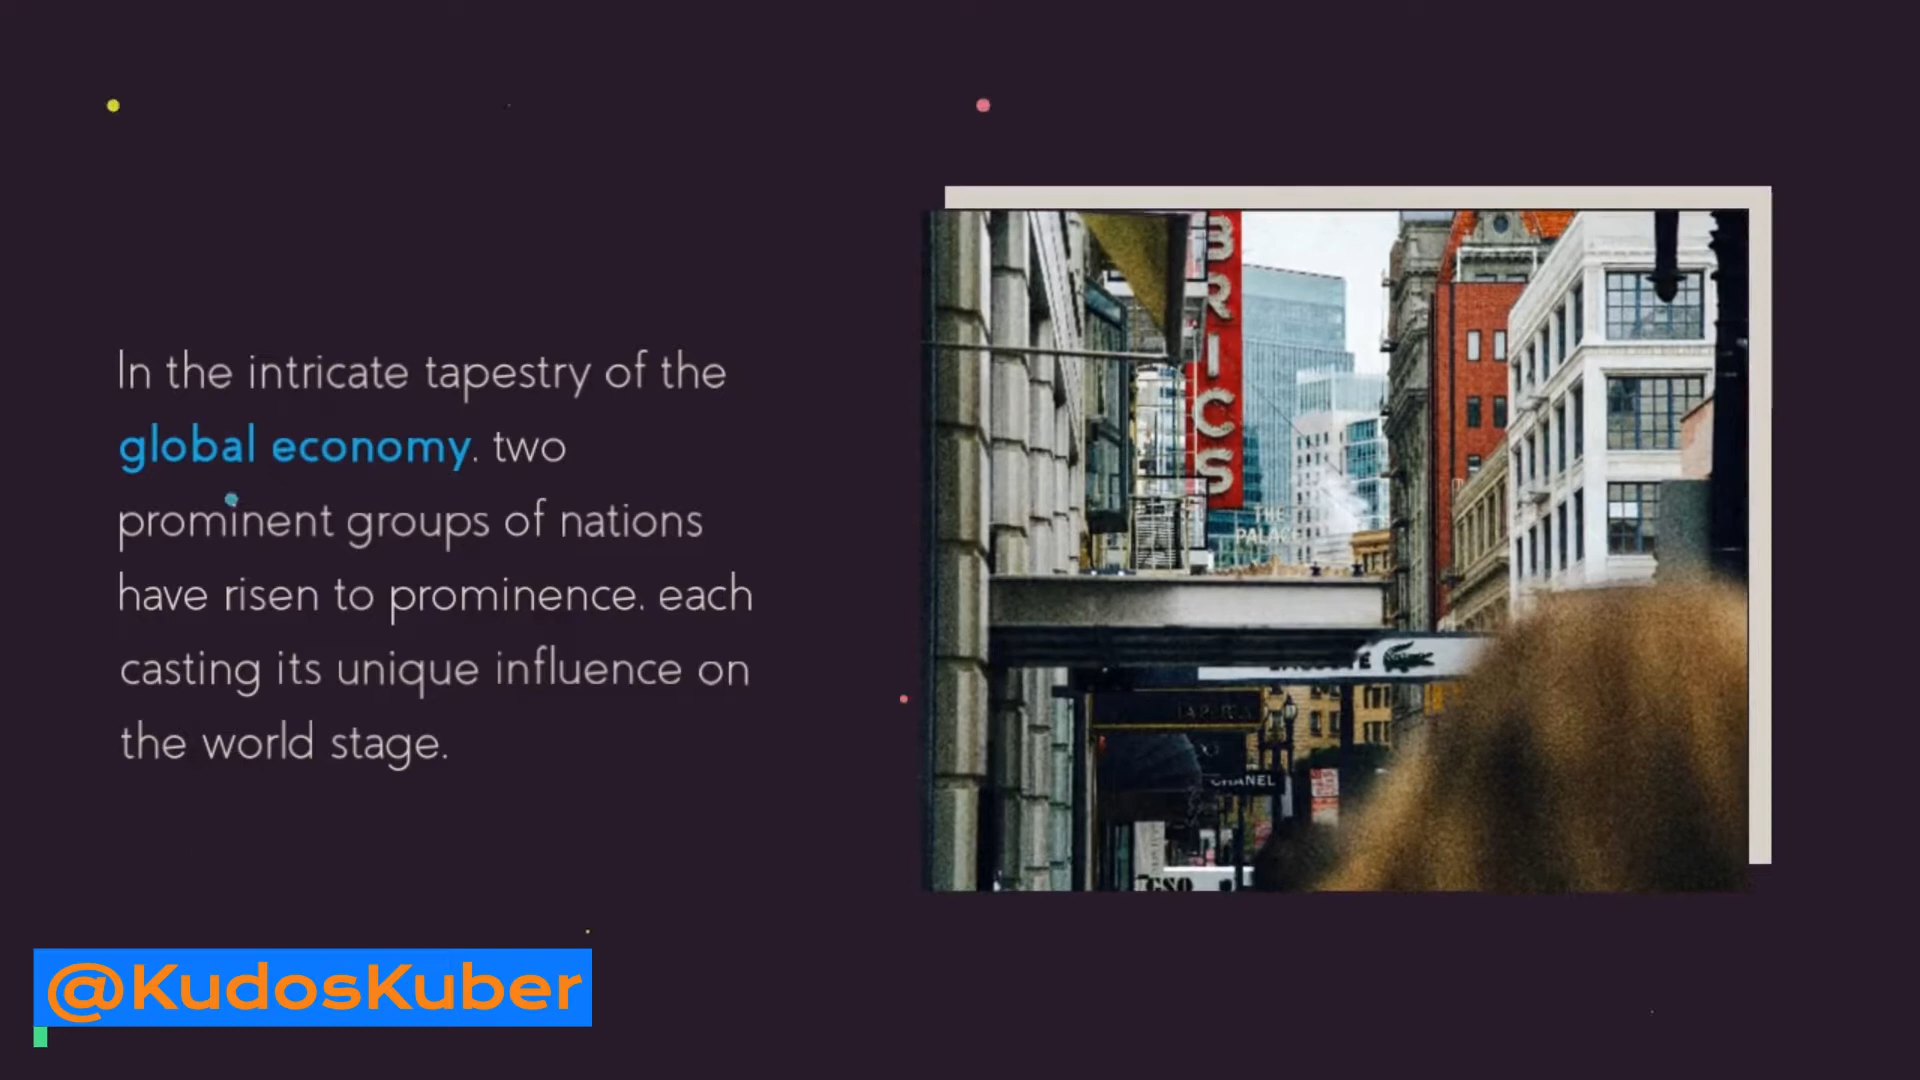 In the intricate tapestry of the
global economy. two
prominent groups of nations
have risen to prominence. each
casting its unique influence on
the world stage.
BRICS
THE
PALACE
CHANEL
@KudosKuber